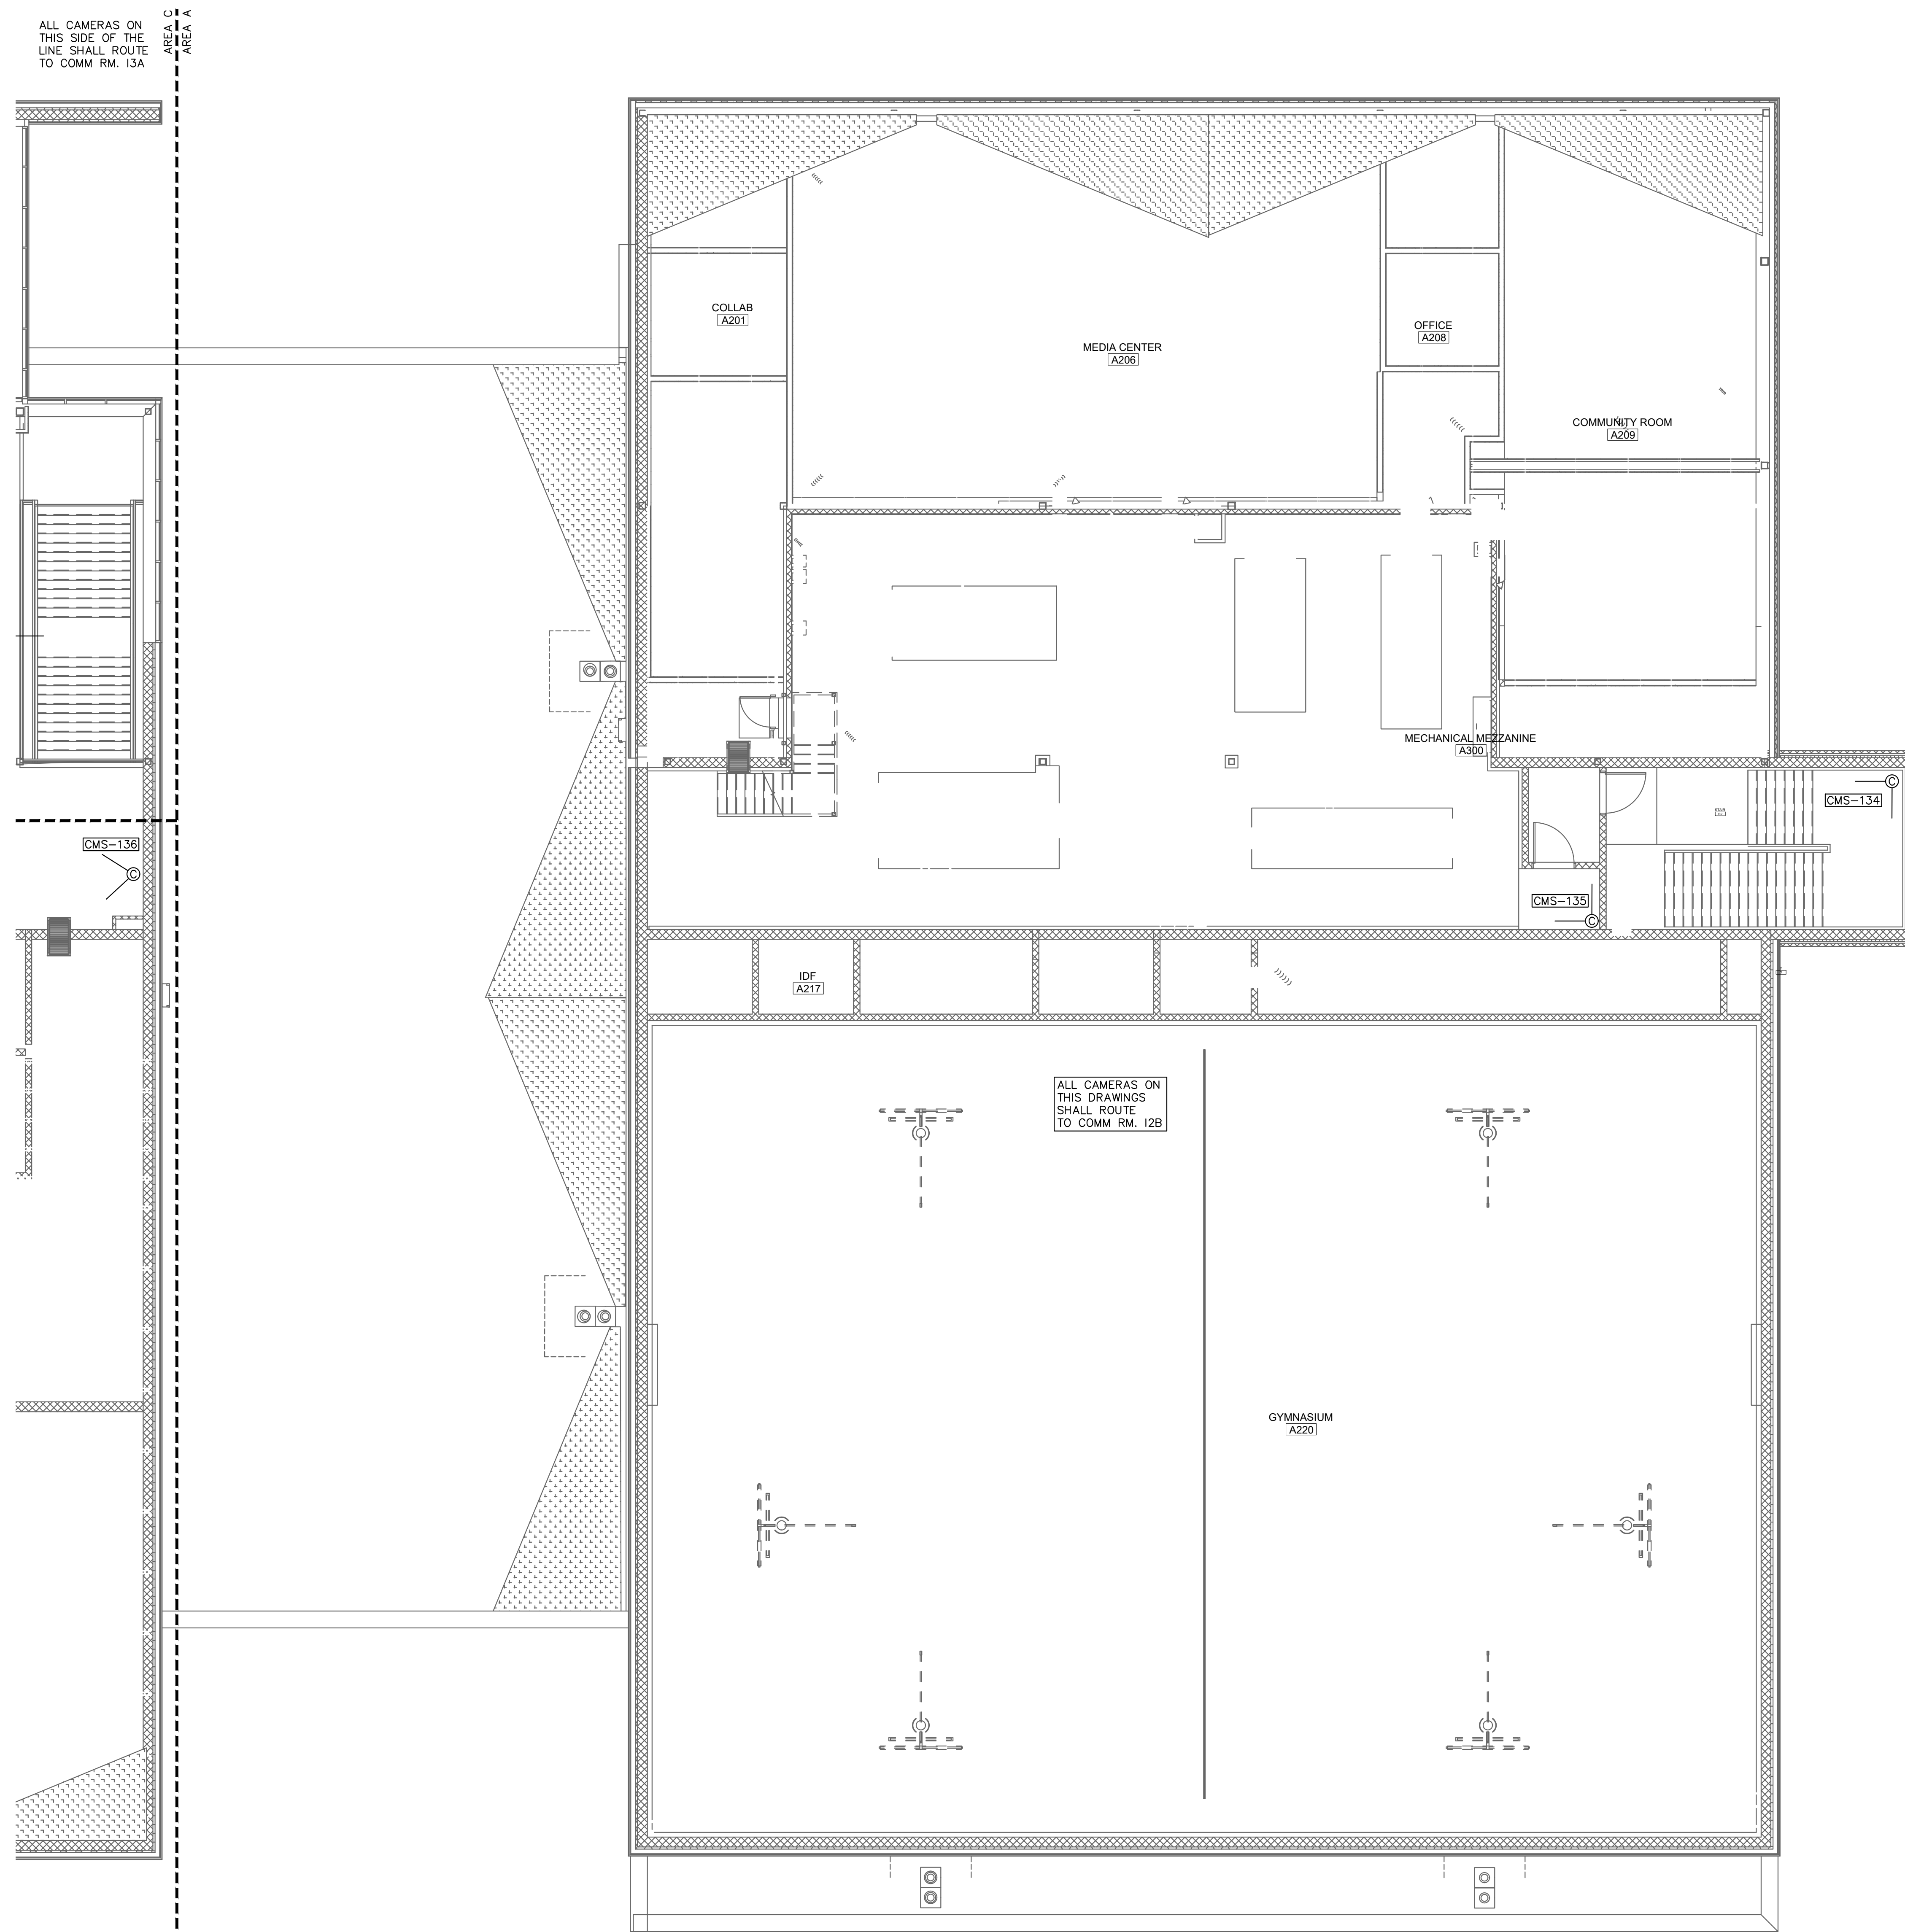 ALL CAMERAS ON
THIS SIDE OF THE
LINE SHALL ROUTE
TO COMM RM. 13A
AREA C
AREA A
COLLAB
A201
MEDIA CENTER
A206
OFFICE
A208
COMMUNITY ROOM
A209
MECHANICAL MEZZANINE
A300
CMS-134
CMS-136
C
C
CMS-135
C
IDF
A217
ALL CAMERAS ON
THIS DRAWINGS
SHALL ROUTE
TO COMM RM. 12B
GYMNASIUM
A220